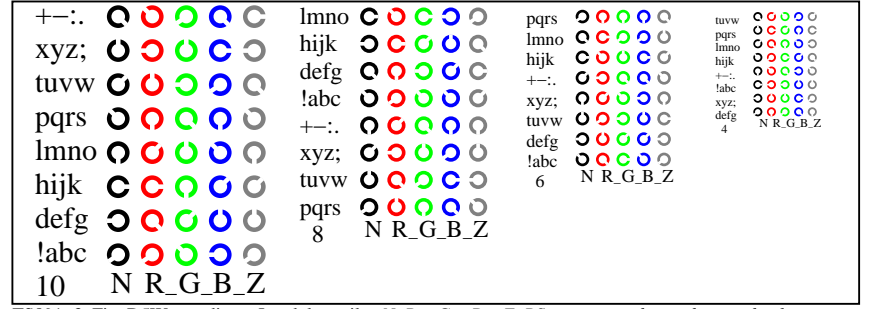 +−:.
xyz;
tuvw
pqrs
lmno
hijk
defg
!abc
10 N R_G_B_Z
lmno
hijk
defg
!abc
+−:.
xyz;
tuvw
pqrs
8 N R_G_B_Z
pqrs
lmno
hijk
+−:.
xyz;
tuvw
defg
!abc
6 N R_G_B_Z
tuvw
pqrs
lmno
hijk
+−:.
!abc
xyz;
defg
4 N R_G_B_Z